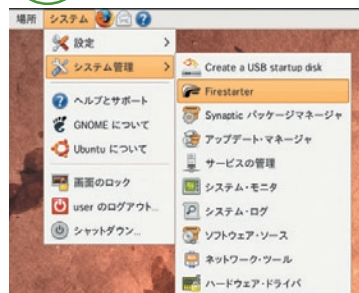 場所 システム
設定
システム管理
ヘルプとサポート
GNOME について
Ubuntu について
画面のロック
user のログアウト...
シャットダウン...
Create a USB startup disk
Firestarter
Synaptic パッケージマネージャ
アップデート・マネージャ
サービスの管理
システム・モニタ
システム・ログ
ソフトウェア・ソース
ネットワーク・ツール
ハードウェア・ドライバ